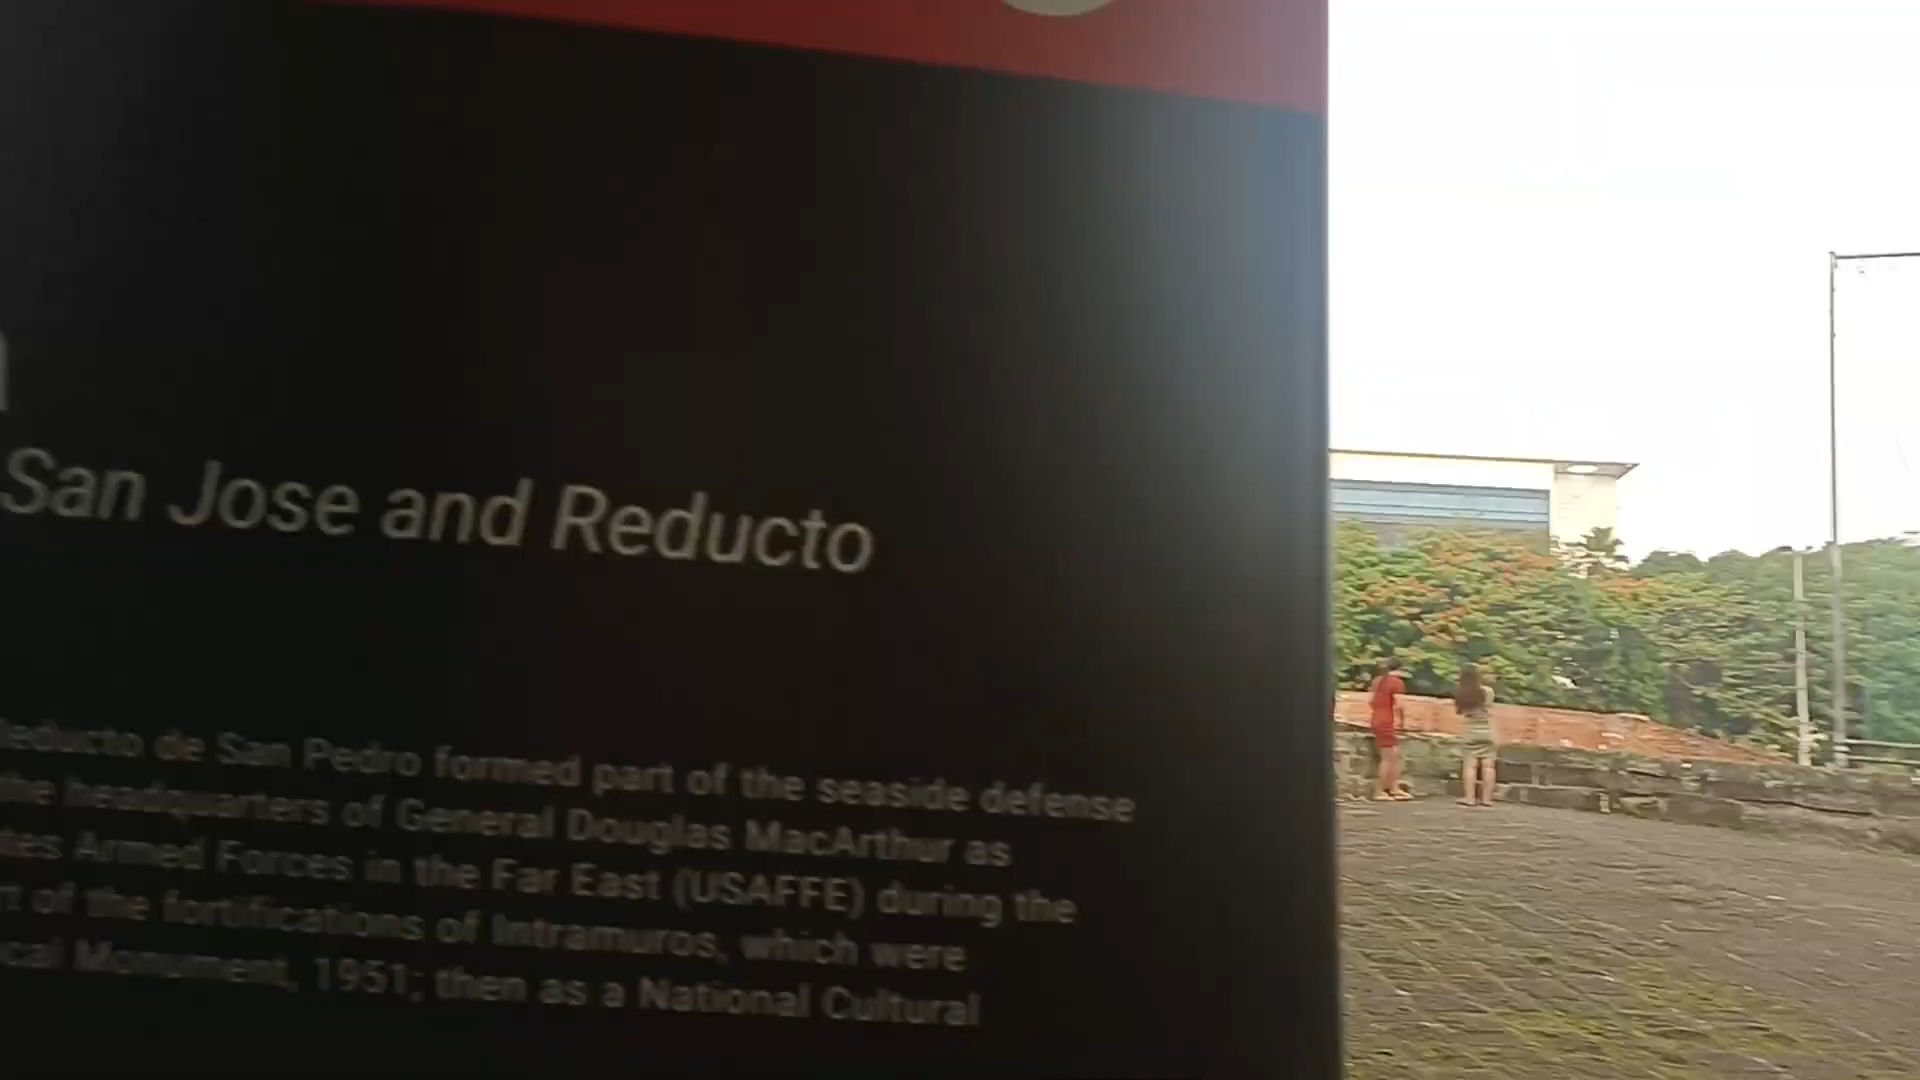 San Jose and Reducto
Reducto de San Pedro formed part of the seaside defense
the headquarters of General Douglas MacArthur as
Armed Forces in the Far East (USAFFE) during the
of the fortifications of Intramuros, which were
Monument, 1951; then as a National Cultural